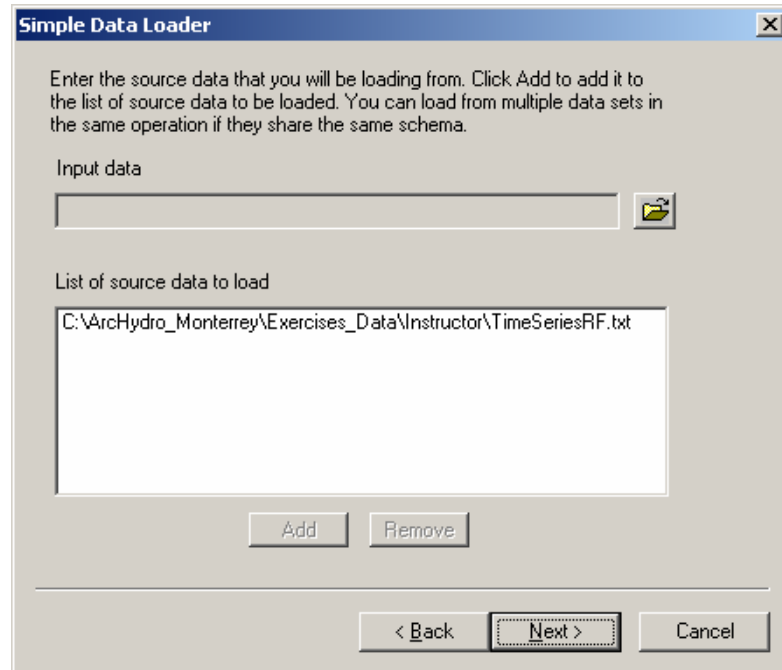 Simple Data Loader
Enter the source data that you will be loading from. Click Add to add it to
the list of source data to be loaded. You can load from multiple data sets in
the same operation if they share the same schema.
Input data
List of source data to load
C:\ArcHydro_Monterrey\Exercises_Data\Instructor\TimeSeriesRF.txt
Add Remove
< Back Next > Cancel